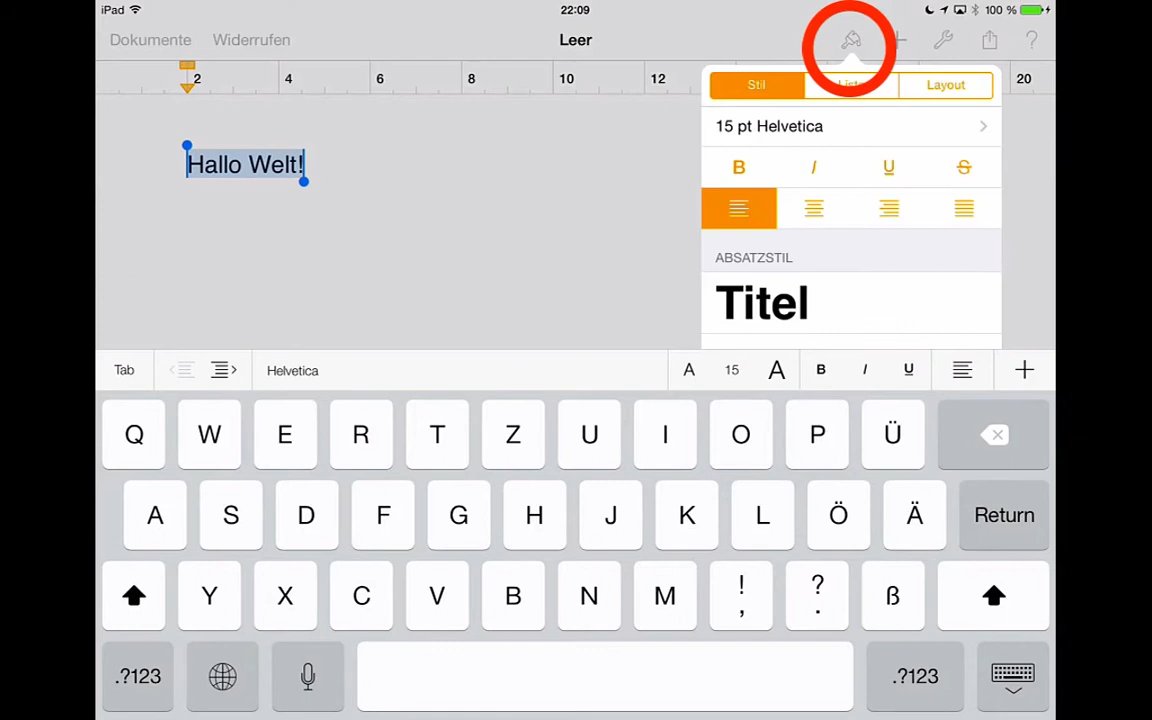 iPad 22:09 100 %
Dokumente Widerrufen Leer ?
2 4 6 8 10 12 20
Stil Liste Layout
15 pt Helvetica
Hallo Welt!
B I U S
ABSATZSTIL
Titel
Tab Helvetica A 15 A B I U
Q W E R T Z U I O P Ü
A S D F G H J K L Ö Ä Return
Y X C V B N M ! , ? . ß
.?123 .?123